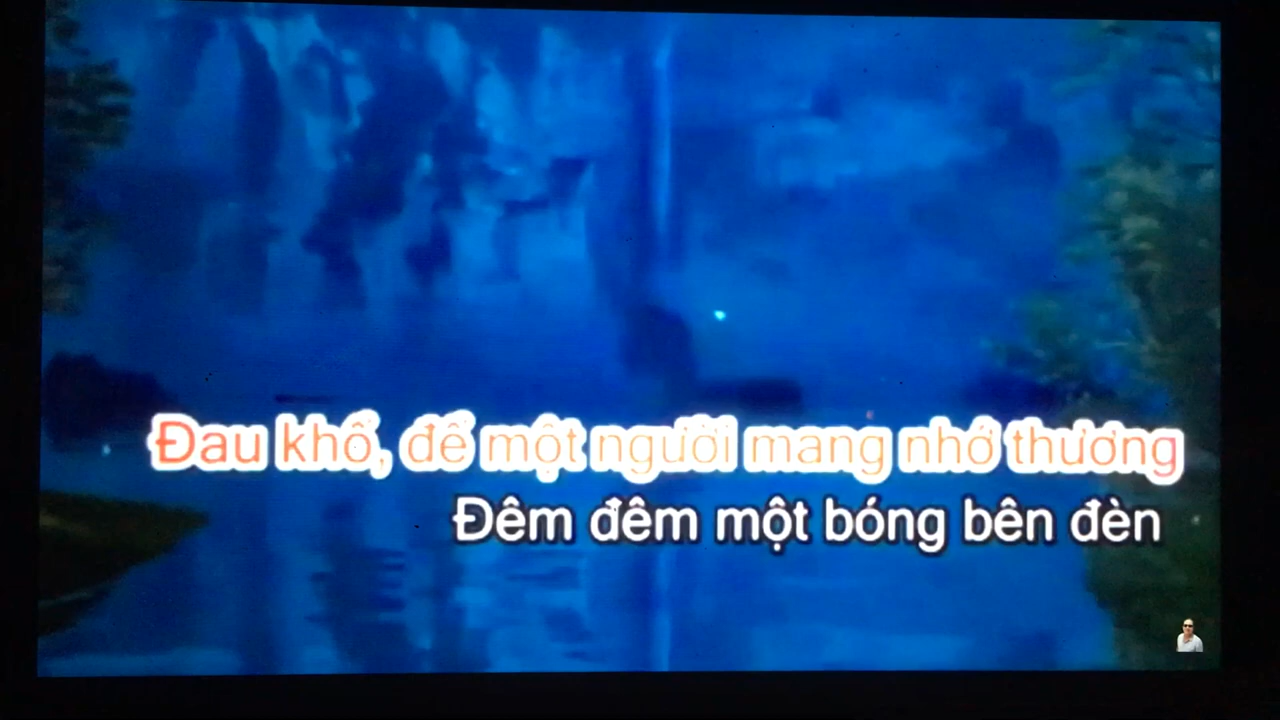 Đau khổ, để một người mang nhớ thương
Đêm đêm một bóng bên đèn